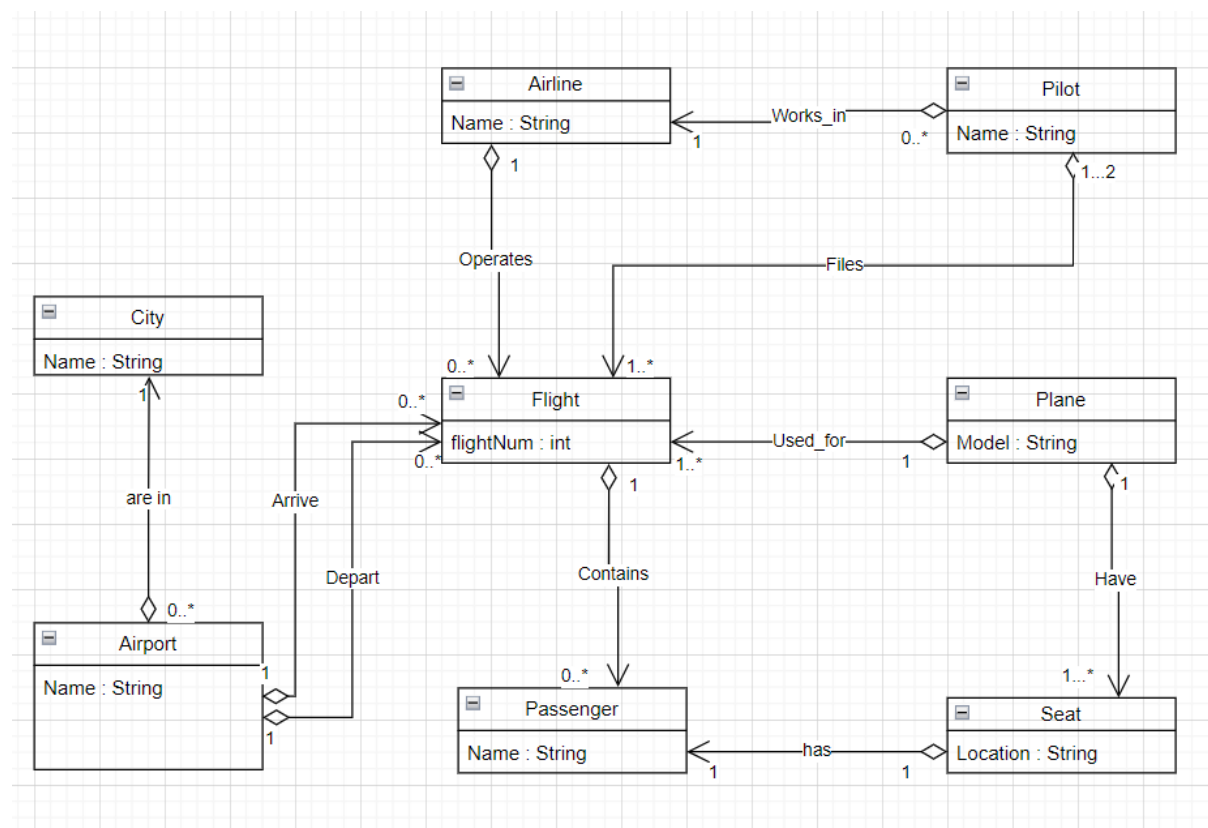 Airline
Name : String
Pilot
Name : String
Works_in
1
0..*
1
1...2
Operates
Files
City
Name : String
1
0..*
1..*
Flight
flightNum : int
0..*
0..*
Plane
Model : String
Used_for
1..*
1
1
1
are in
Arrive
Depart
Contains
Have
0..*
Airport
Name : String
1
1
0..*
1...*
Passenger
Name : String
Seat
Location : String
has
1
1